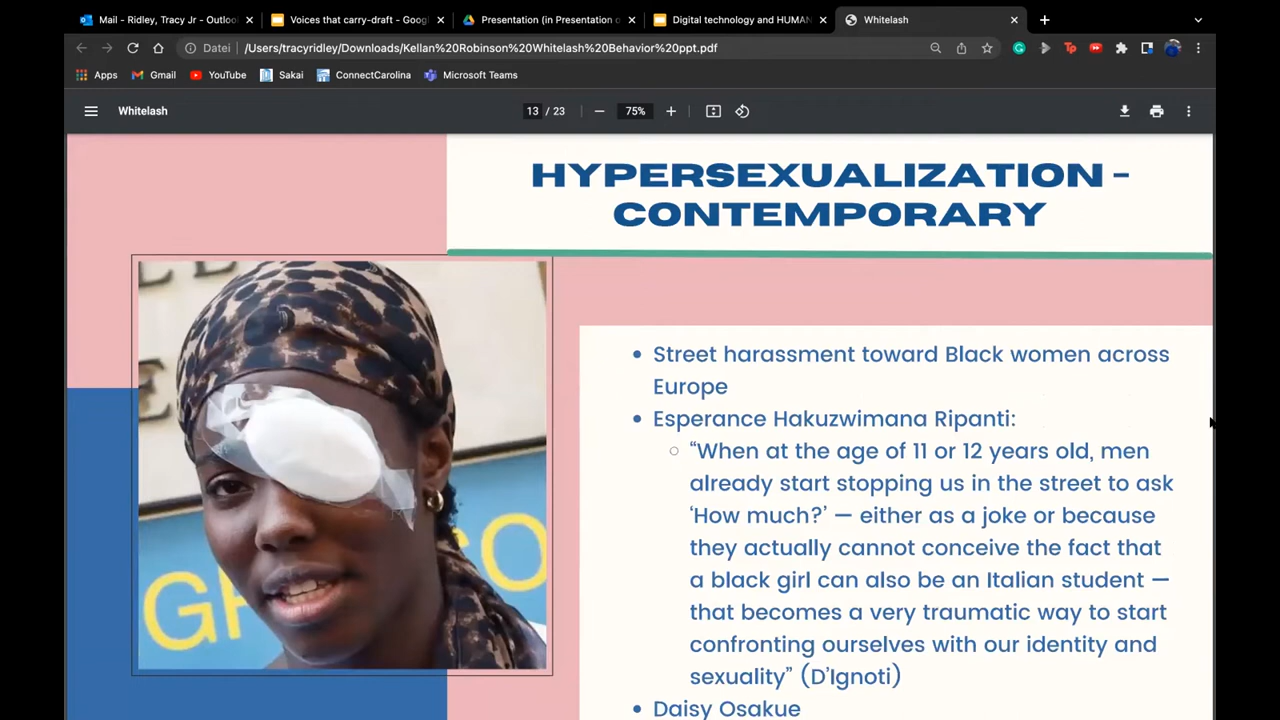 Mail - Ridley, Tracy Jr - Outlo
Voices that carry-draft - Goog
Presentation (in Presentation o
Digital technology and HUMAN
Whitelash
Datei
/Users/tracyridley/Downloads/Kellan%20Robinson%20Whitelash%20Behavior%20ppt.pdf
Apps
Gmail
YouTube
Sakai
ConnectCarolina
Microsoft Teams
Whitelash
13 / 23
75%
HYPERSEXUALIZATION -
CONTEMPORARY
• Street harassment toward Black women across
Europe
• Esperance Hakuzwimana Ripanti:
○ “When at the age of 11 or 12 years old, men
already start stopping us in the street to ask
‘How much?’ — either as a joke or because
they actually cannot conceive the fact that
a black girl can also be an Italian student —
that becomes a very traumatic way to start
confronting ourselves with our identity and
sexuality” (D’Ignoti)
• Daisy Osakue